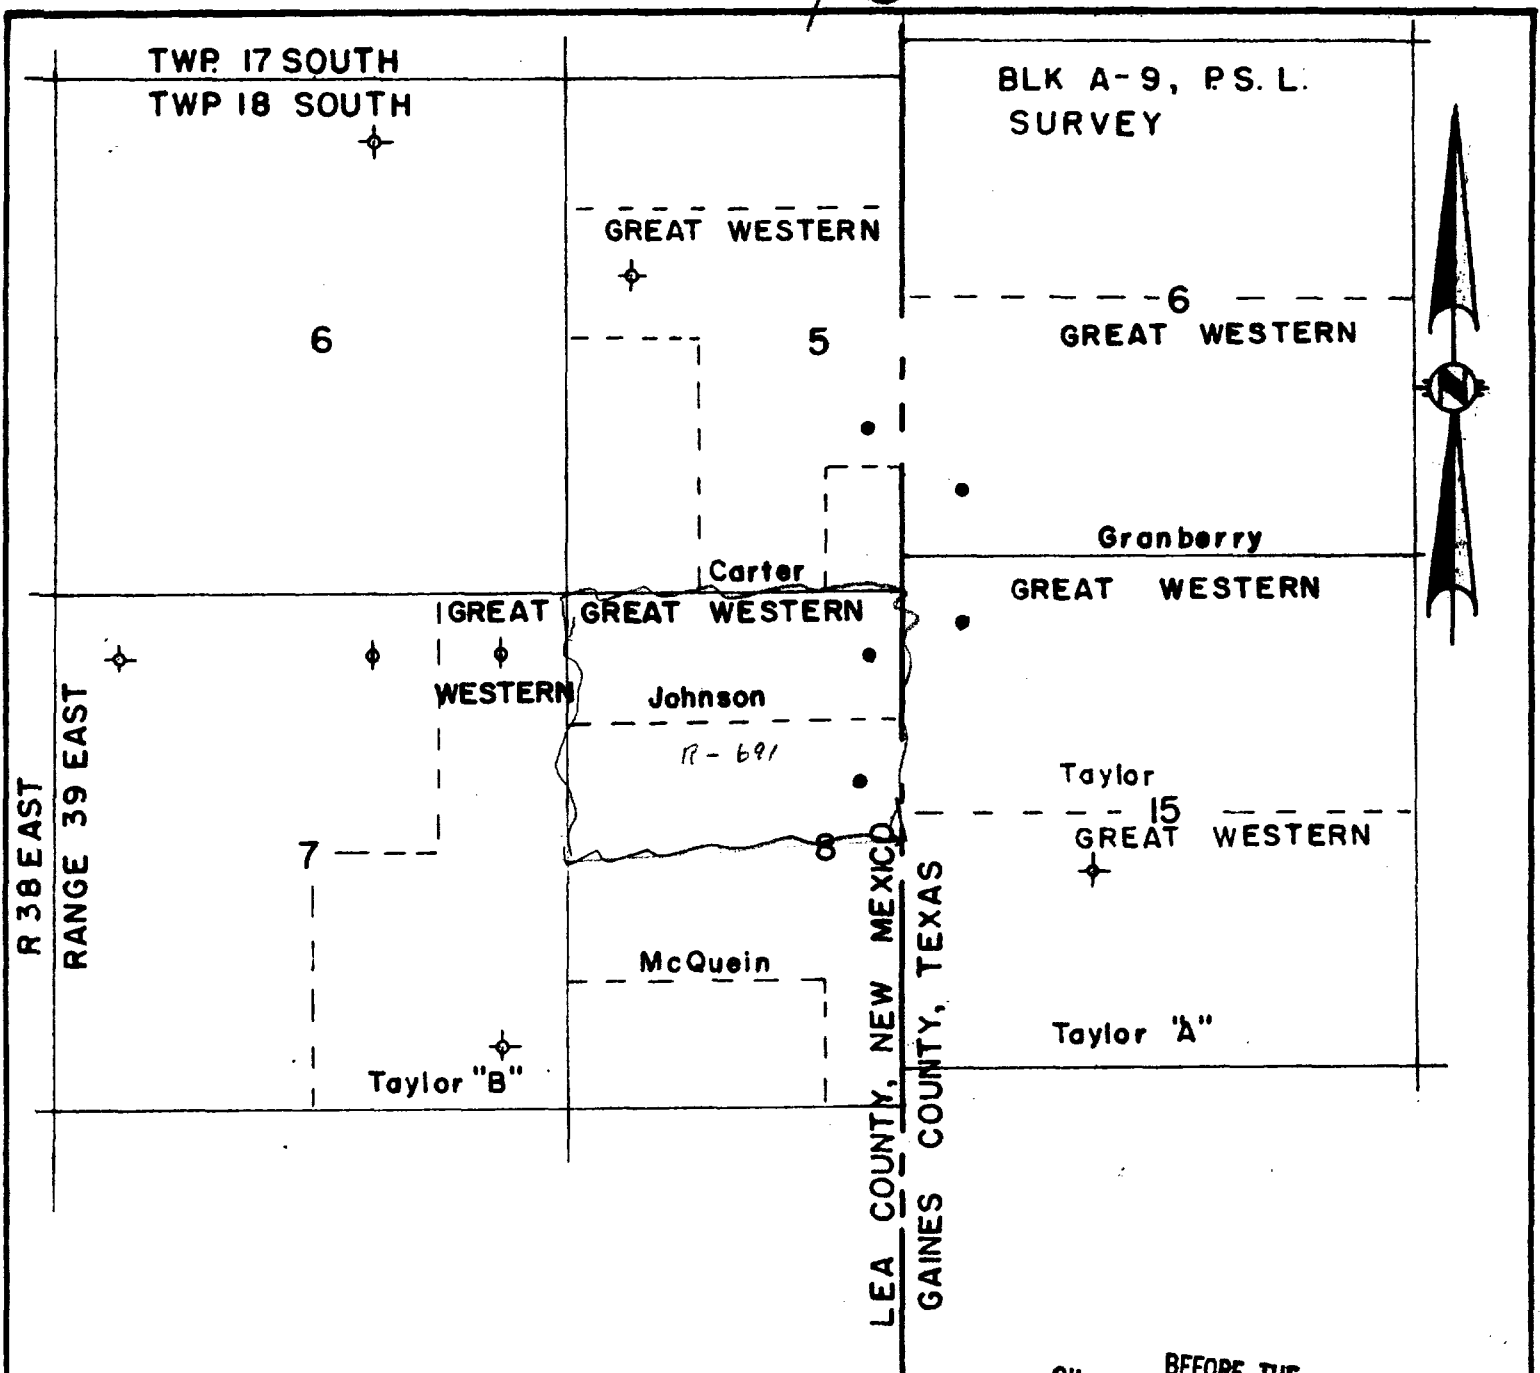 TWP. 17 SOUTH
TWP 18 SOUTH
BLK A-9, P.S.L.
SURVEY
GREAT WESTERN
6
GREAT WESTERN
6
5
N
Granberry
Carter
GREAT WESTERN
GREAT
WESTERN
GREAT WESTERN
Johnson
R-691
Taylor
15
GREAT WESTERN
7
8
R 38 EAST
RANGE 39 EAST
McQuein
Taylor "A"
Taylor "B"
LEA COUNTY, NEW MEXICO
GAINES COUNTY, TEXAS
BEFORE THE